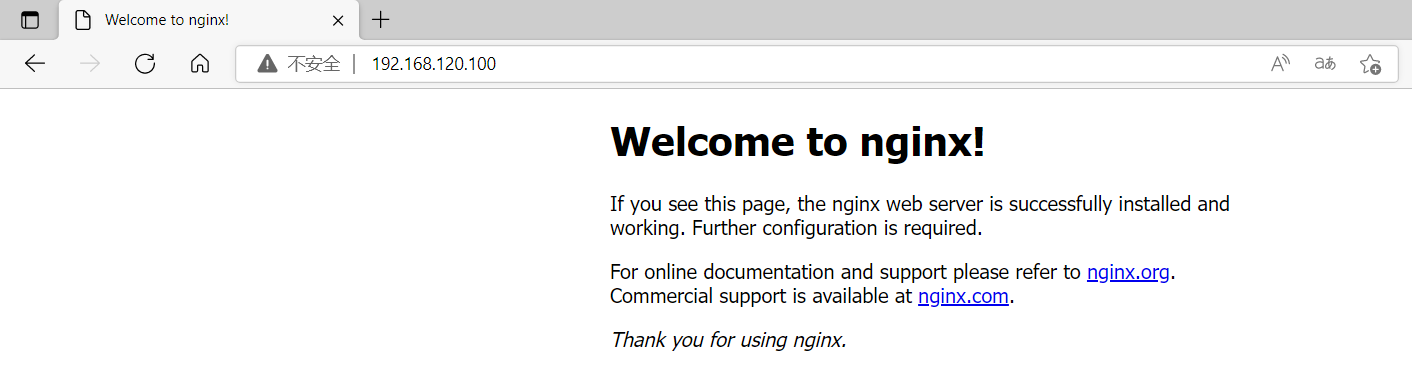 Welcome to nginx!
不安全 | 192.168.120.100
Welcome to nginx!
If you see this page, the nginx web server is successfully installed and
working. Further configuration is required.
For online documentation and support please refer to nginx.org.
Commercial support is available at nginx.com.
Thank you for using nginx.